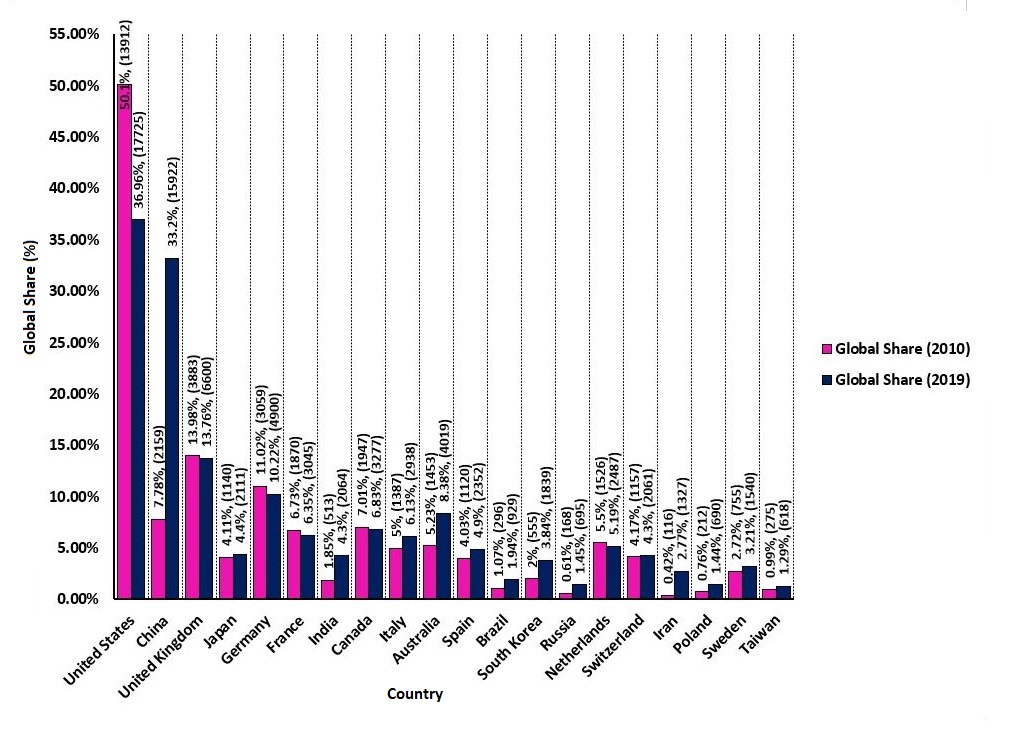 55.00%
50.00%
45.00%
40.00%
35.00%
30.00%
25.00%
20.00%
15.00%
10.00%
5.00%
0.00%
Global Share (%)
50.1%, (13912)
36.96%, (17725)
7.78%, (2159)
33.2%, (15922)
13.98%, (3883)
13.76%, (6600)
4.11%, (1140)
4.4%, (2111)
11.02%, (3059)
10.22%, (4900)
6.73%, (1870)
6.35%, (3045)
1.85%, (513)
4.3%, (2064)
7.01%, (1947)
6.83%, (3277)
5%, (1387)
6.13%, (2938)
5.23%, (1453)
8.38%, (4019)
4.03%, (1120)
4.9%, (2352)
1.07%, (296)
1.94%, (929)
2%, (555)
3.84%, (1839)
0.61%, (168)
1.45%, (695)
5.5%, (1526)
5.19%, (2487)
4.17%, (1157)
4.3%, (2061)
0.42%, (116)
2.77%, (1327)
0.76%, (212)
1.44%, (690)
2.72%, (755)
3.21%, (1540)
0.99%, (275)
1.29%, (618)
United States
China
United Kingdom
Japan
Germany
France
India
Canada
Italy
Australia
Spain
Brazil
South Korea
Russia
Netherlands
Switzerland
Iran
Poland
Sweden
Taiwan
Country
Global Share (2010)
Global Share (2019)